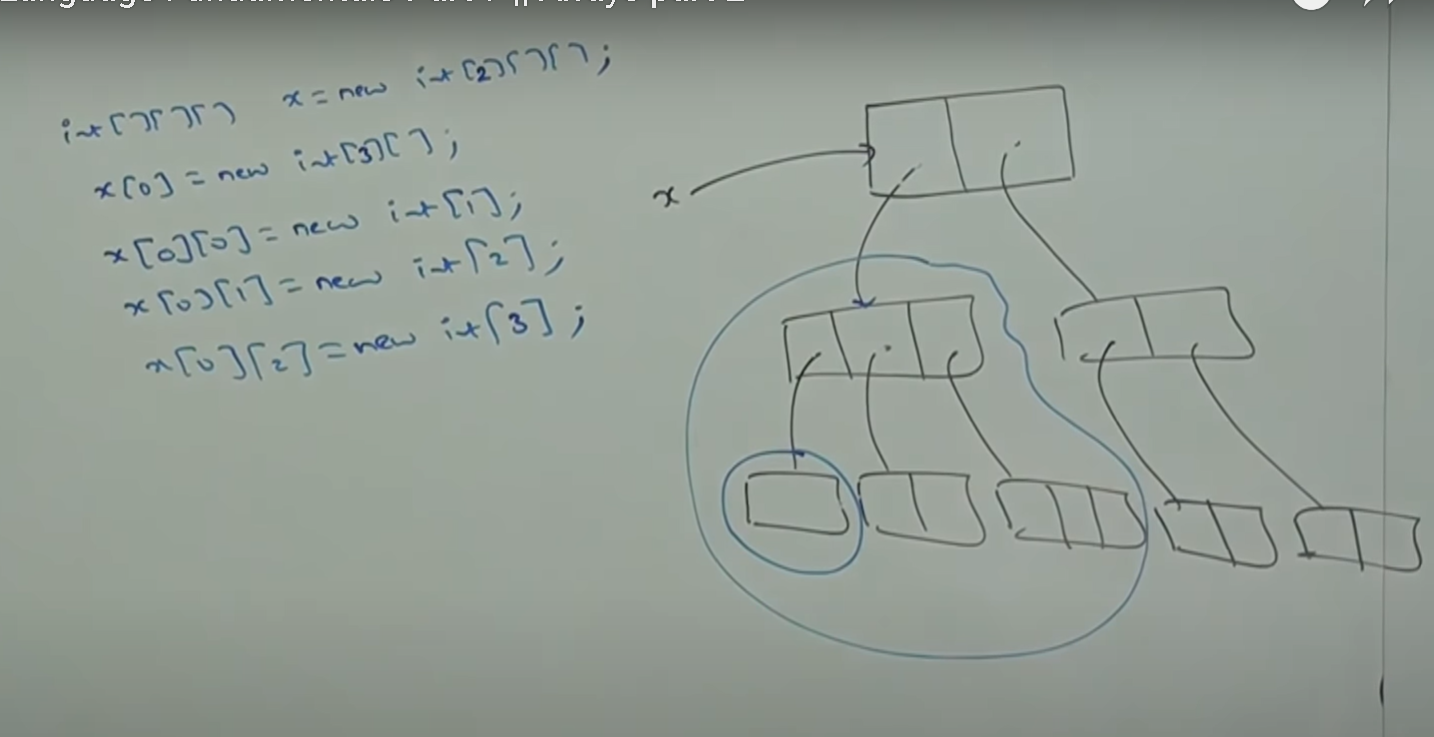 int[][][] x = new int[2][][];
x[0] = new int[3][];
x[0][0] = new int[1];
x[0][1] = new int[2];
x[0][2] = new int[3];
x